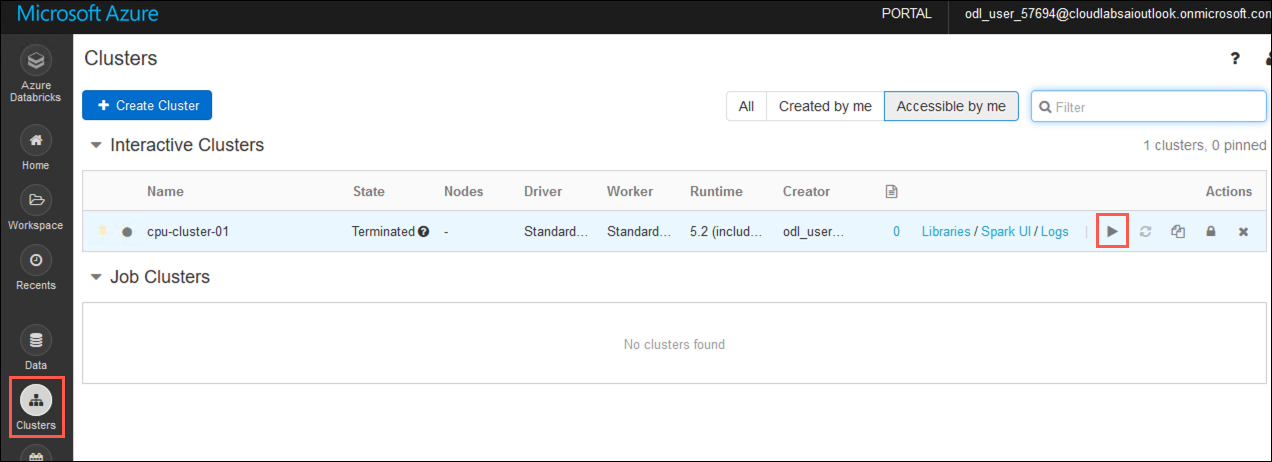 Microsoft Azure
PORTAL
odl_user_57694@cloudlabsaioutlook.onmicrosoft.con
Azure
Databricks
Home
Workspace
Recents
Data
Clusters
Clusters
?
+ Create Cluster
All
Created by me
Accessible by me
Filter
Interactive Clusters
1 clusters, 0 pinned
Name State Nodes Driver Worker Runtime Creator Actions
cpu-cluster-01 Terminated ? - Standard... Standard... 5.2 (includ... odl_user... 0 Libraries / Spark UI / Logs |
Job Clusters
No clusters found